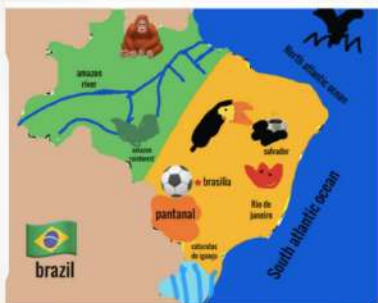 North atlantic ocean
amazon
river
amazon
rainforest
salvador
brasilia
pantanal
Rio de
janeiro
cataratas
de iguaçu
brazil
South atlantic ocean